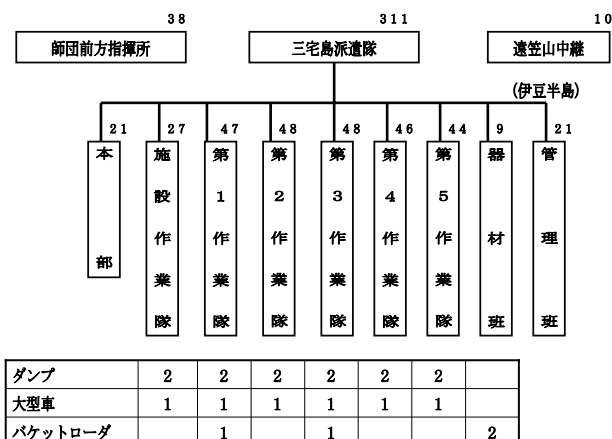 38 311 10
師団前方指揮所 三宅島派遣隊 遠笠山中継
(伊豆半島)
21 27 47 48 48 46 44 9 21
本部
施設作業隊
第1作業隊
第2作業隊
第3作業隊
第4作業隊
第5作業隊
器材班
管理班
ダンプ 2 2 2 2 2 2
大型車 1 1 1 1 1 1
バケットローダ 1 1 2